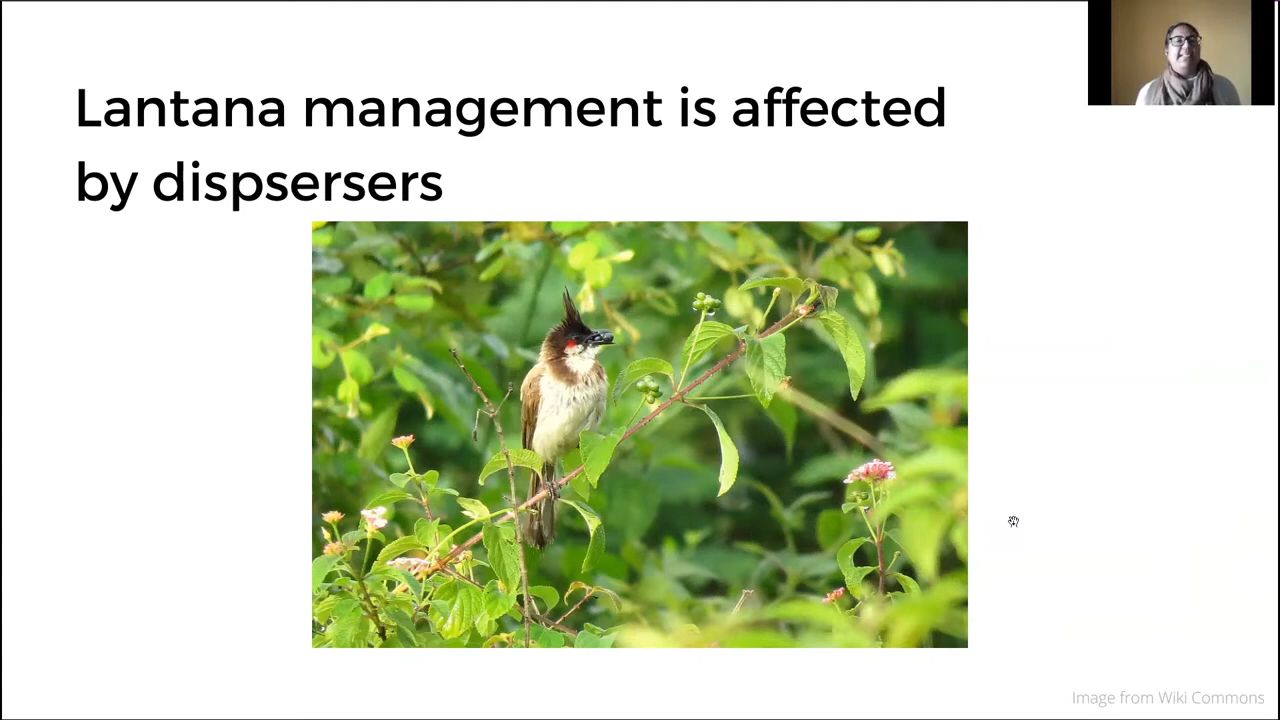 Lantana management is affected
by dispsersers
Image from Wiki Commons